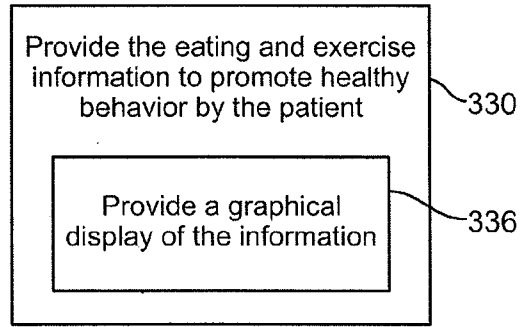 Provide the eating and exercise
information to promote healthy
behavior by the patient
330
Provide a graphical
display of the information
336